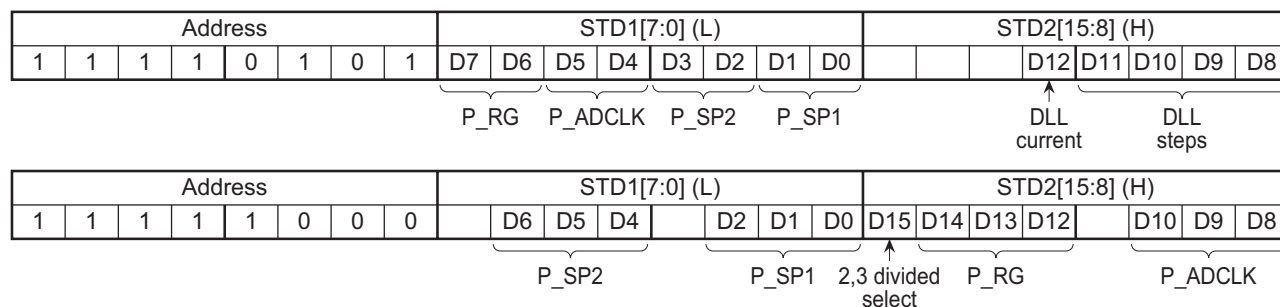 Address STD1[7:0] (L) STD2[15:8] (H)
1 1 1 1 0 1 0 1 D7 D6 D5 D4 D3 D2 D1 D0 D12 D11 D10 D9 D8
P_RG P_ADCLK P_SP2 P_SP1 DLL current DLL steps
Address STD1[7:0] (L) STD2[15:8] (H)
1 1 1 1 1 0 0 0 D6 D5 D4 D2 D1 D0 D15 D14 D13 D12 D10 D9 D8
P_SP2 P_SP1 2,3 divided select P_RG P_ADCLK